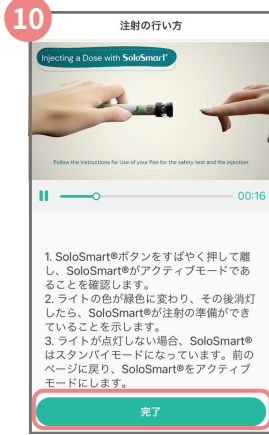 10
注射の行い方
Injecting a Dose with SoloSmart®
Follow the Instructions for Use of your Pen for the safety test and the injection.
00:16
1. SoloSmart®ボタンをすばやく押して離
し、SoloSmart®がアクティブモードであ
ることを確認します。
2. ライトの色が緑色に変わり、その後消灯
したら、SoloSmart®が注射の準備ができ
ていることを示します。
3. ライトが点灯しない場合、SoloSmart®
はスタンバイモードになっています。前の
ページに戻り、SoloSmart®をアクティブ
モードにします。
完了